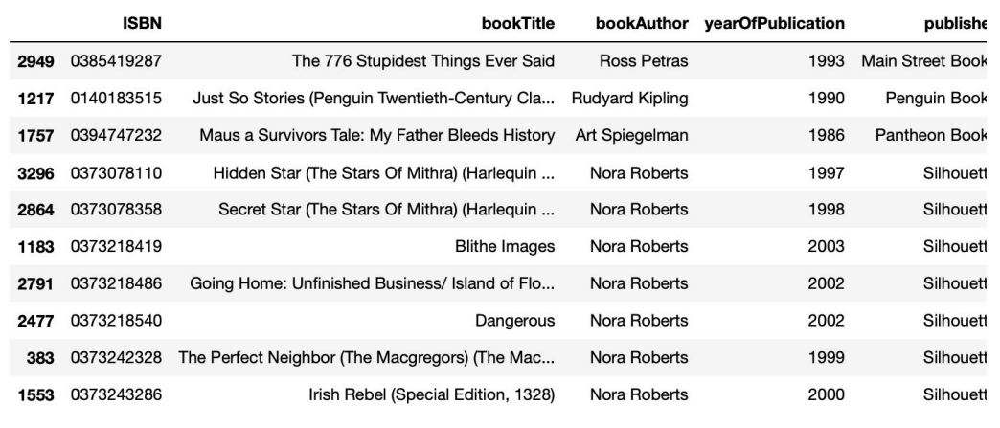 ISBN bookTitle bookAuthor yearOfPublication publishe
2949 0385419287 The 776 Stupidest Things Ever Said Ross Petras 1993 Main Street Book
1217 0140183515 Just So Stories (Penguin Twentieth-Century Cla... Rudyard Kipling 1990 Penguin Book
1757 0394747232 Maus a Survivors Tale: My Father Bleeds History Art Spiegelman 1986 Pantheon Book
3296 0373078110 Hidden Star (The Stars Of Mithra) (Harlequin ... Nora Roberts 1997 Silhouett
2864 0373078358 Secret Star (The Stars Of Mithra) (Harlequin ... Nora Roberts 1998 Silhouett
1183 0373218419 Blithe Images Nora Roberts 2003 Silhouett
2791 0373218486 Going Home: Unfinished Business/ Island of Flo... Nora Roberts 2002 Silhouett
2477 0373218540 Dangerous Nora Roberts 2002 Silhouett
383 0373242328 The Perfect Neighbor (The Macgregors) (The Mac... Nora Roberts 1999 Silhouett
1553 0373243286 Irish Rebel (Special Edition, 1328) Nora Roberts 2000 Silhouett